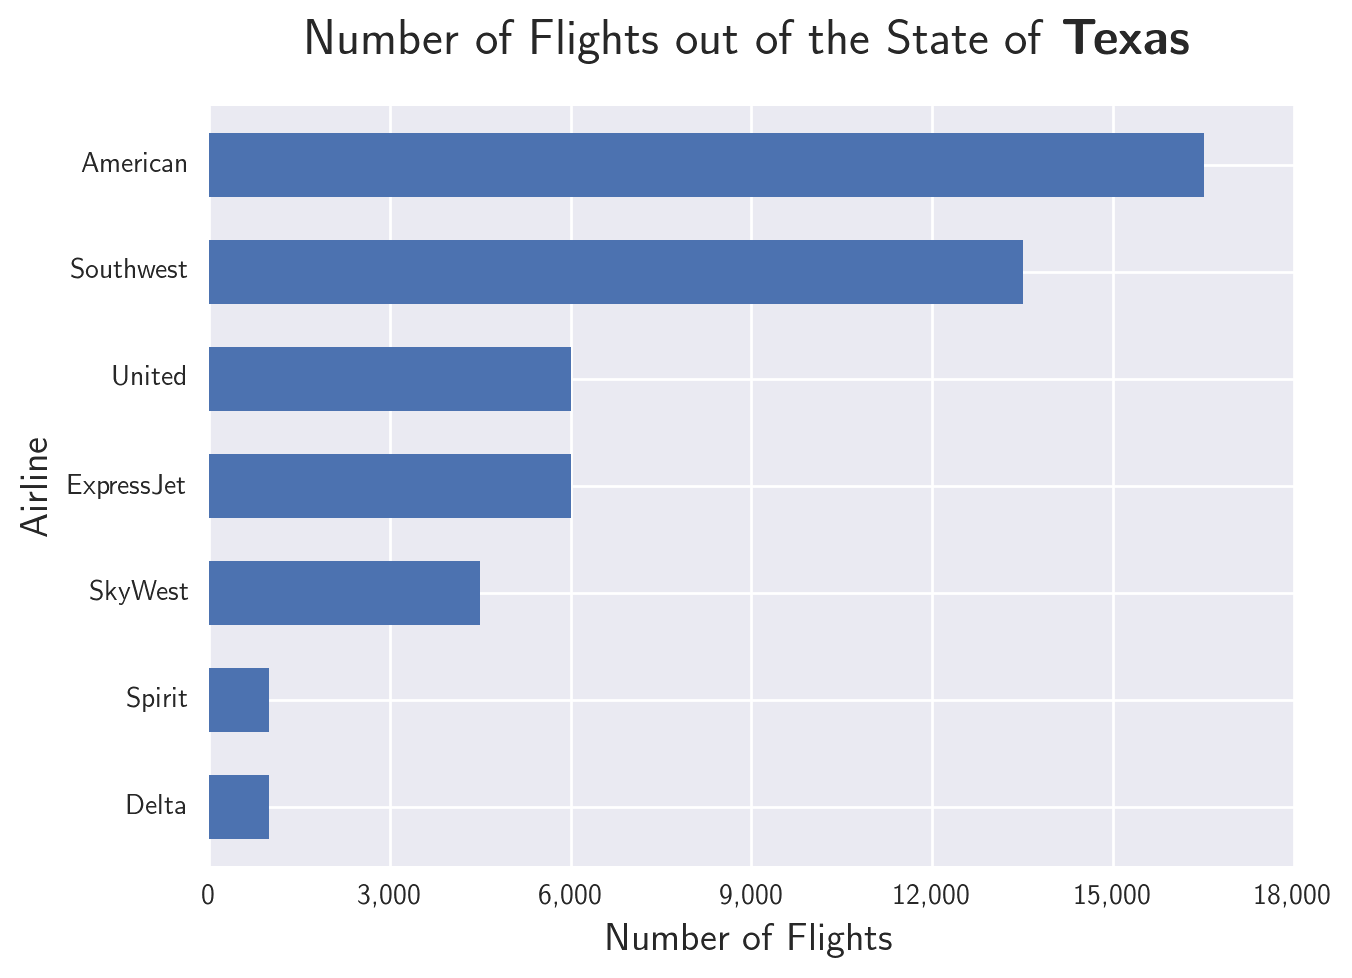 Number of Flights out of the State of Texas
American
Southwest
United
ExpressJet
SkyWest
Spirit
Delta
Airline
0 3,000 6,000 9,000 12,000 15,000 18,000
Number of Flights